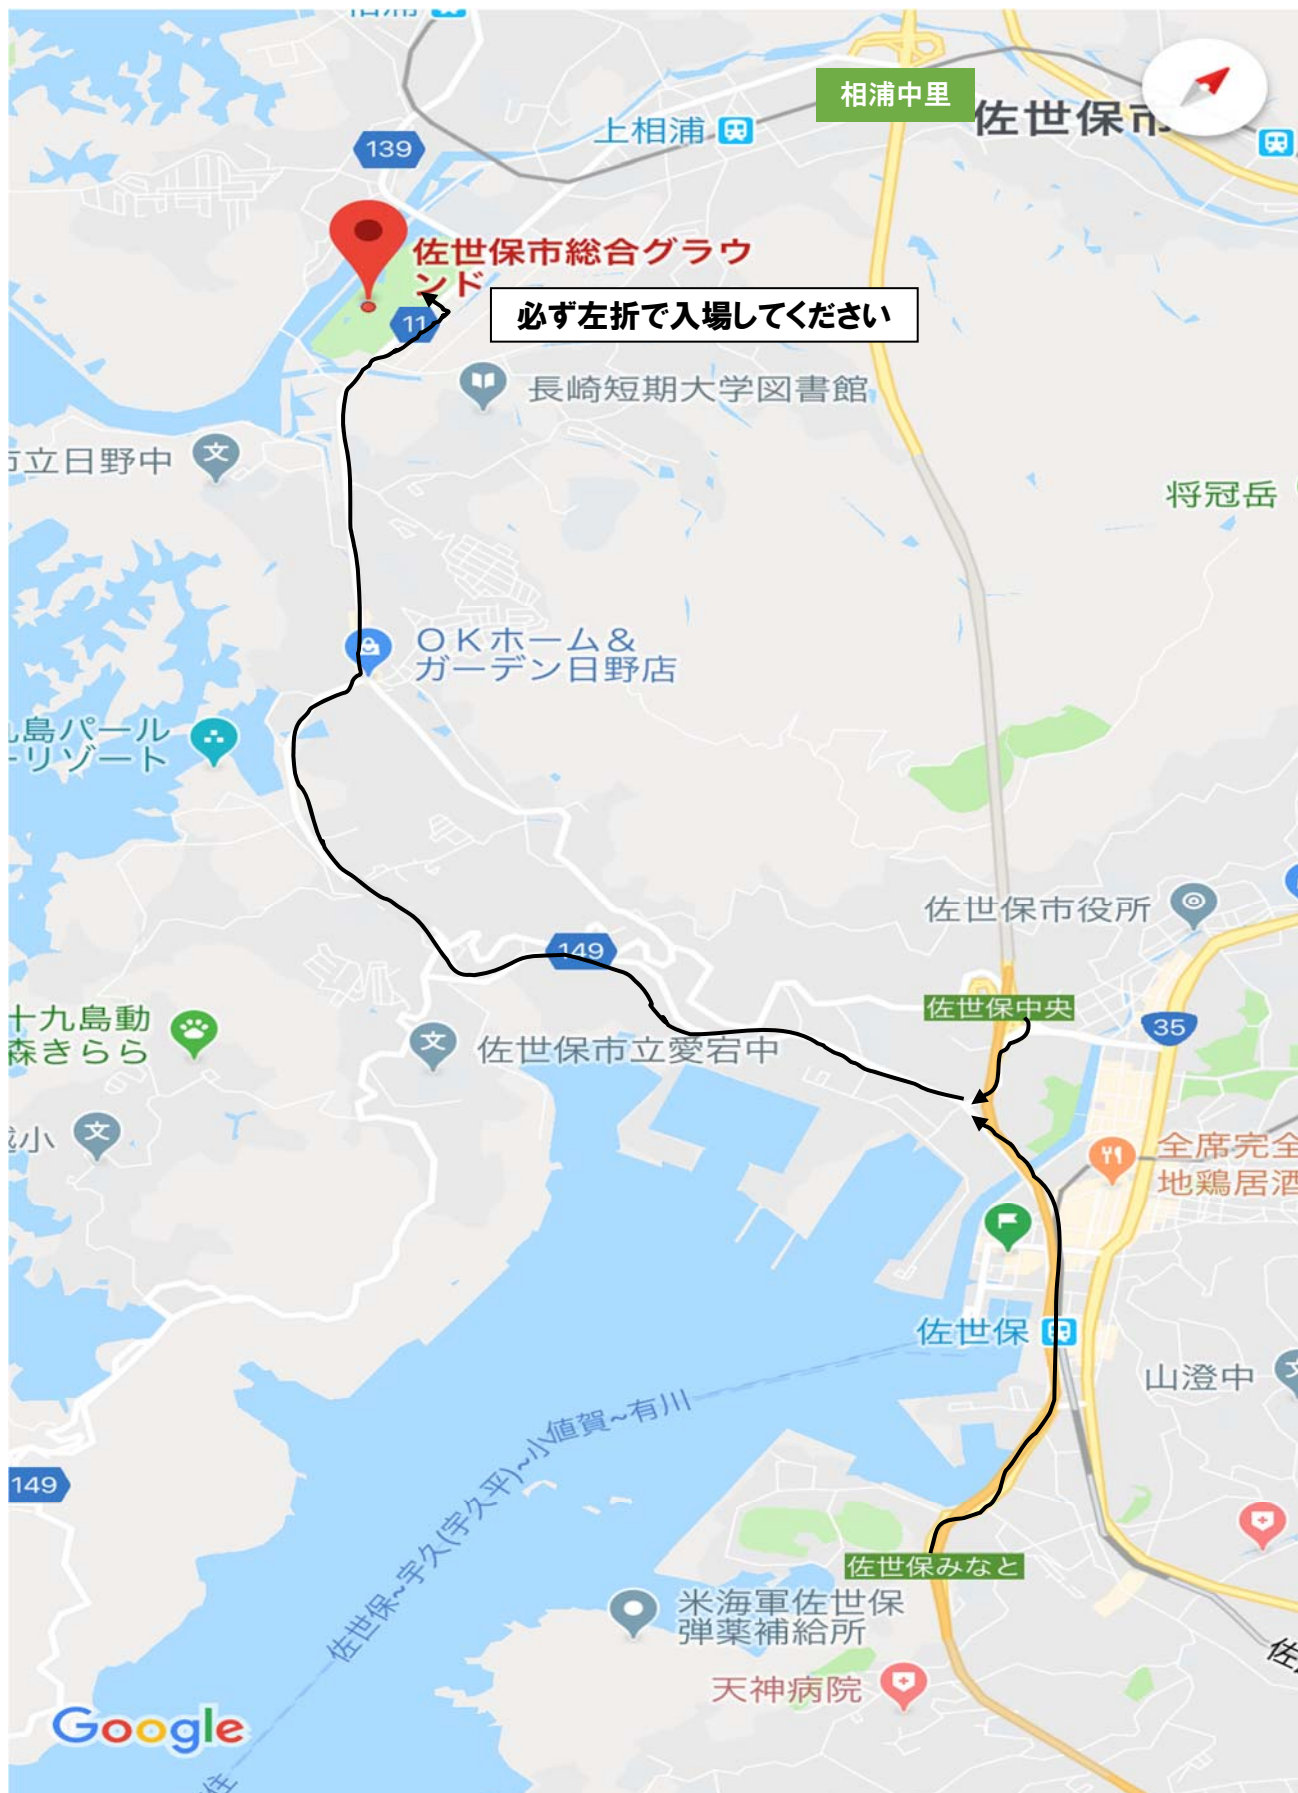 相浦中里
佐世保市
上相浦
139
佐世保市総合グラウ
ンド
必ず左折で入場してください
11
長崎短期大学図書館
市立日野中
将冠岳
OKホーム&
ガーデン日野店
島パール
ーリゾート
佐世保市役所
149
佐世保中央
35
十九島動
森きらら
佐世保市立愛宕中
小
全席完全
地鶏居酒
佐世保
山澄中
佐世保~宇久(宇久平)~小値賀~有川
149
佐世保みなと
米海軍佐世保
弾薬補給所
天神病院
佐
Google